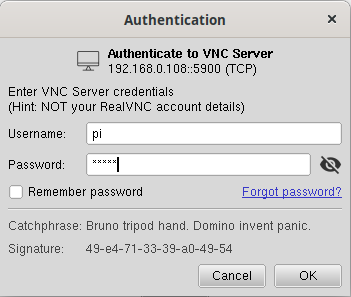 Authentication
Authenticate to VNC Server
192.168.0.108::5900 (TCP)
Enter VNC Server credentials
(Hint: NOT your RealVNC account details)
Username: pi
Password: *****
Remember password Forgot password?
Catchphrase: Bruno tripod hand. Domino invent panic.
Signature: 49-e4-71-33-39-a0-49-54
Cancel OK